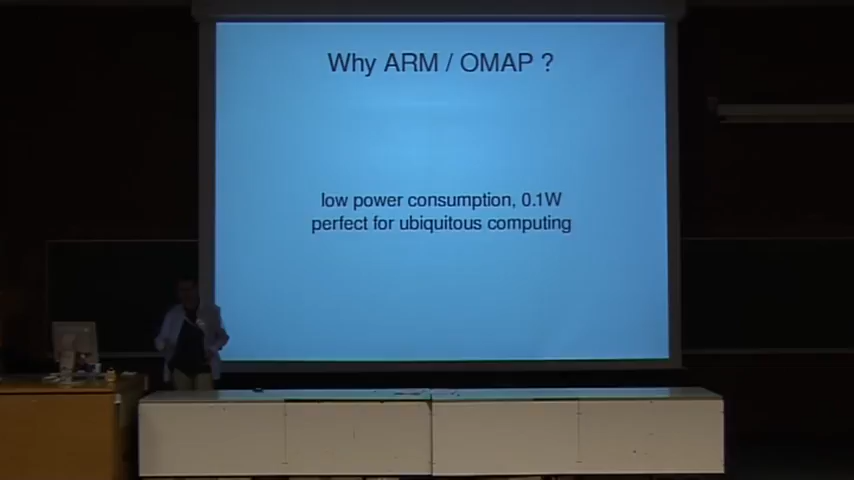 Why ARM / OMAP ?
low power consumption, 0.1W
perfect for ubiquitous computing